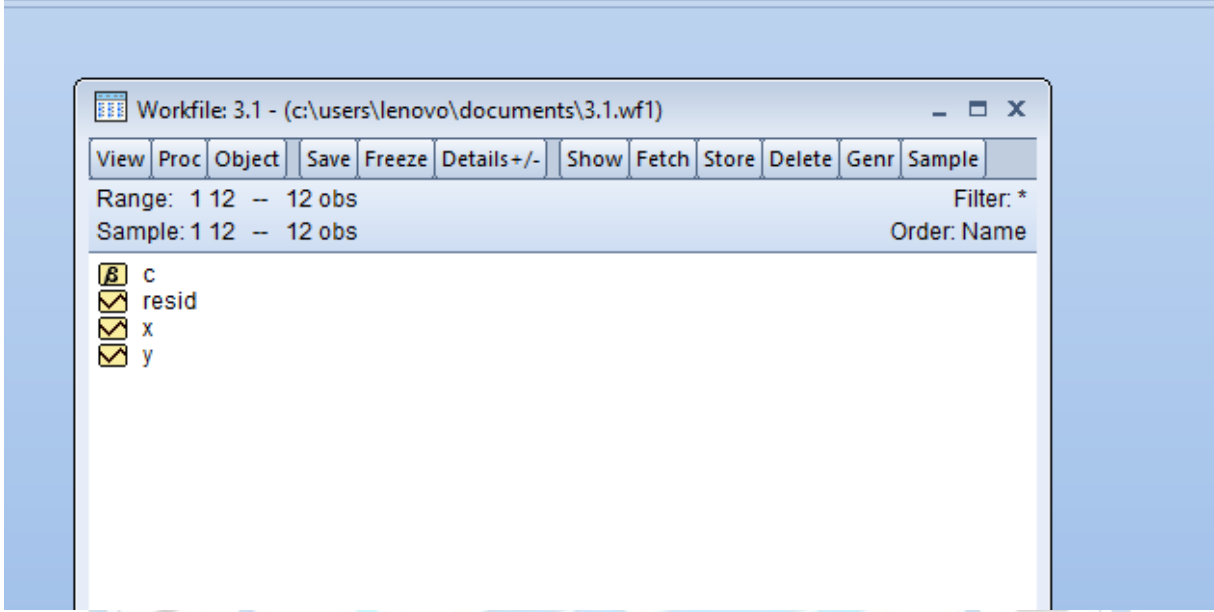 Workfile: 3.1 - (c:\users\lenovo\documents\3.1.wf1)
View Proc Object Save Freeze Details+/- Show Fetch Store Delete Genr Sample
Range: 1 12 -- 12 obs Filter: *
Sample: 1 12 -- 12 obs Order: Name
β c
resid
x
y